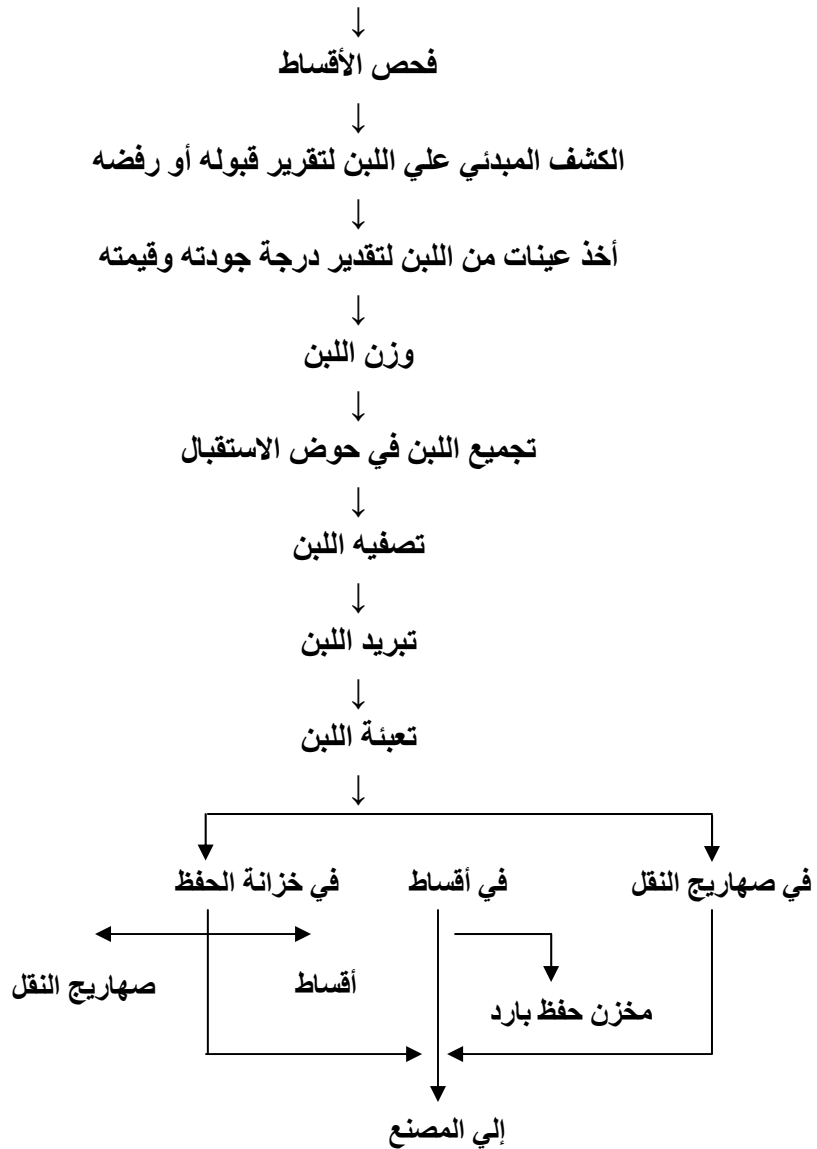 فحص الأقساط
الكشف المبدئي علي اللبن لتقرير قبوله أو رفضه
أخذ عينات من اللبن لتقدير درجة جودته وقيمته
وزن اللبن
تجميع اللبن في حوض الاستقبال
تصفيه اللبن
تبريد اللبن
تعبئة اللبن
في صهاريج النقل
في أقساط
في خزانة الحفظ
أقساط
صهاريج النقل
مخزن حفظ بارد
إلي المصنع